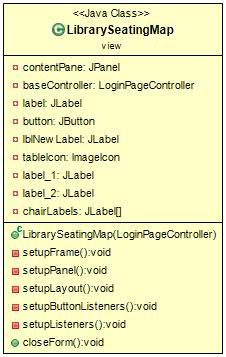 <<Java Class>>
LibrarySeatingMap
view
contentPane: JPanel
baseController: LoginPageController
label: JLabel
button: JButton
lblNew Label: JLabel
tableIcon: ImageIcon
label_1: JLabel
label_2: JLabel
chairLabels: JLabel[]
LibrarySeatingMap(LoginPageController)
setupFrame():void
setupPanel():void
setupLayout():void
setupButtonListeners():void
setupListeners():void
closeForm():void